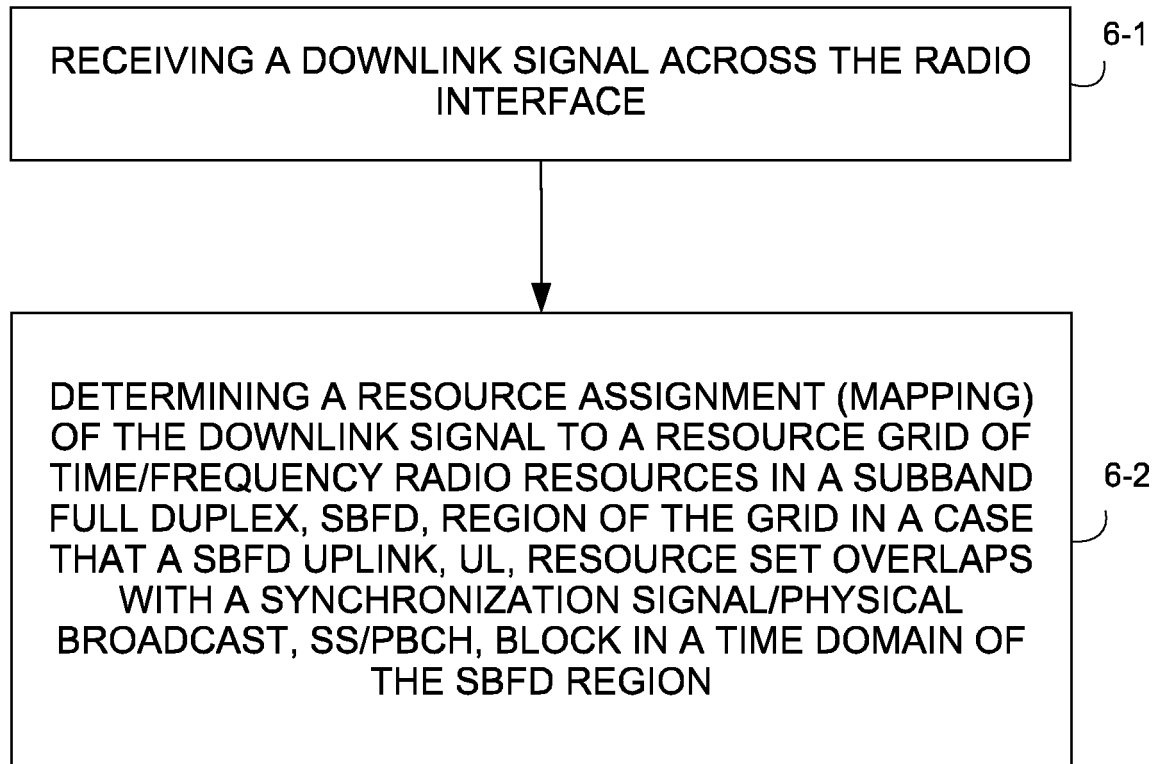 RECEIVING A DOWNLINK SIGNAL ACROSS THE RADIO
INTERFACE
6-1
DETERMINING A RESOURCE ASSIGNMENT (MAPPING)
OF THE DOWNLINK SIGNAL TO A RESOURCE GRID OF
TIME/FREQUENCY RADIO RESOURCES IN A SUBBAND
FULL DUPLEX, SBFD, REGION OF THE GRID IN A CASE
THAT A SBFD UPLINK, UL, RESOURCE SET OVERLAPS
WITH A SYNCHRONIZATION SIGNAL/PHYSICAL
BROADCAST, SS/PBCH, BLOCK IN A TIME DOMAIN OF
THE SBFD REGION
6-2